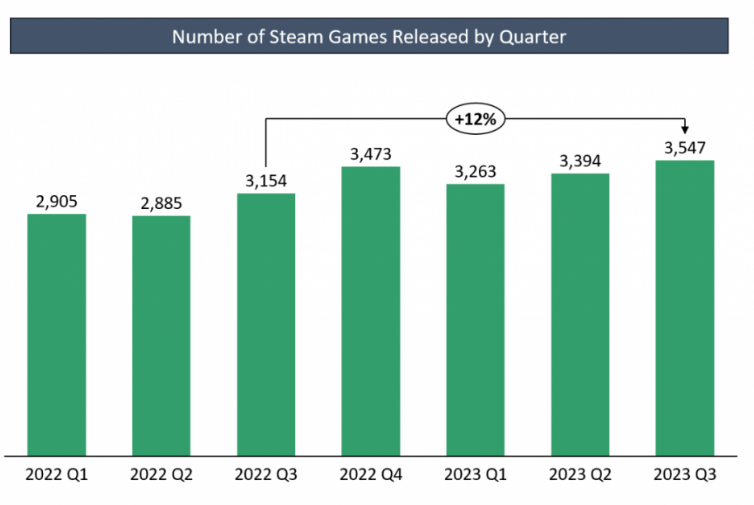 Number of Steam Games Released by Quarter
+12%
2,905
2,885
3,154
3,473
3,263
3,394
3,547
2022 Q1
2022 Q2
2022 Q3
2022 Q4
2023 Q1
2023 Q2
2023 Q3